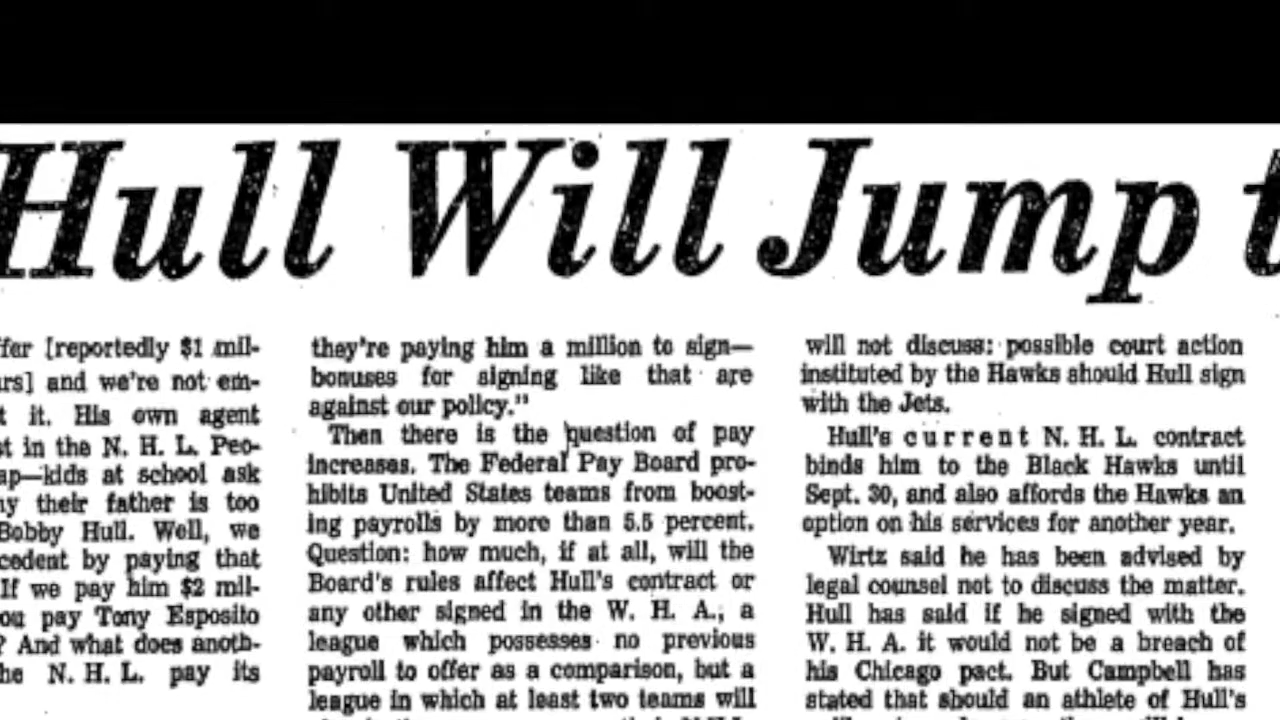 Hull Will Jump t
ffer [reportedly $1 mil-
rs] and we're not em-
t it. His own agent
t in the N. H. L. Peo-
ap—kids at school ask
ny their father is too
Bobby Hull. Well, we
cedent by paying that
If we pay him $2 mil-
ou pay Tony Esposito
? And what does anoth-
he N. H. L. pay its
they're paying him a million to sign—
bonuses for signing like that are
against our policy."
Then there is the question of pay
increases. The Federal Pay Board pro-
hibits United States teams from boost-
ing payrolls by more than 5.5 percent.
Question: how much, if at all, will the
Board's rules affect Hull's contract or
any other signed in the W. H. A., a
league which possesses no previous
payroll to offer as a comparison, but a
league in which at least two teams will
will not discuss: possible court action
instituted by the Hawks should Hull sign
with the Jets.
Hull's current N. H. L. contract
binds him to the Black Hawks until
Sept. 30, and also affords the Hawks an
option on his services for another year.
Wirtz said he has been advised by
legal counsel not to discuss the matter.
Hull has said if he signed with the
W. H. A. it would not be a breach of
his Chicago pact. But Campbell has
stated that should an athlete of Hull's